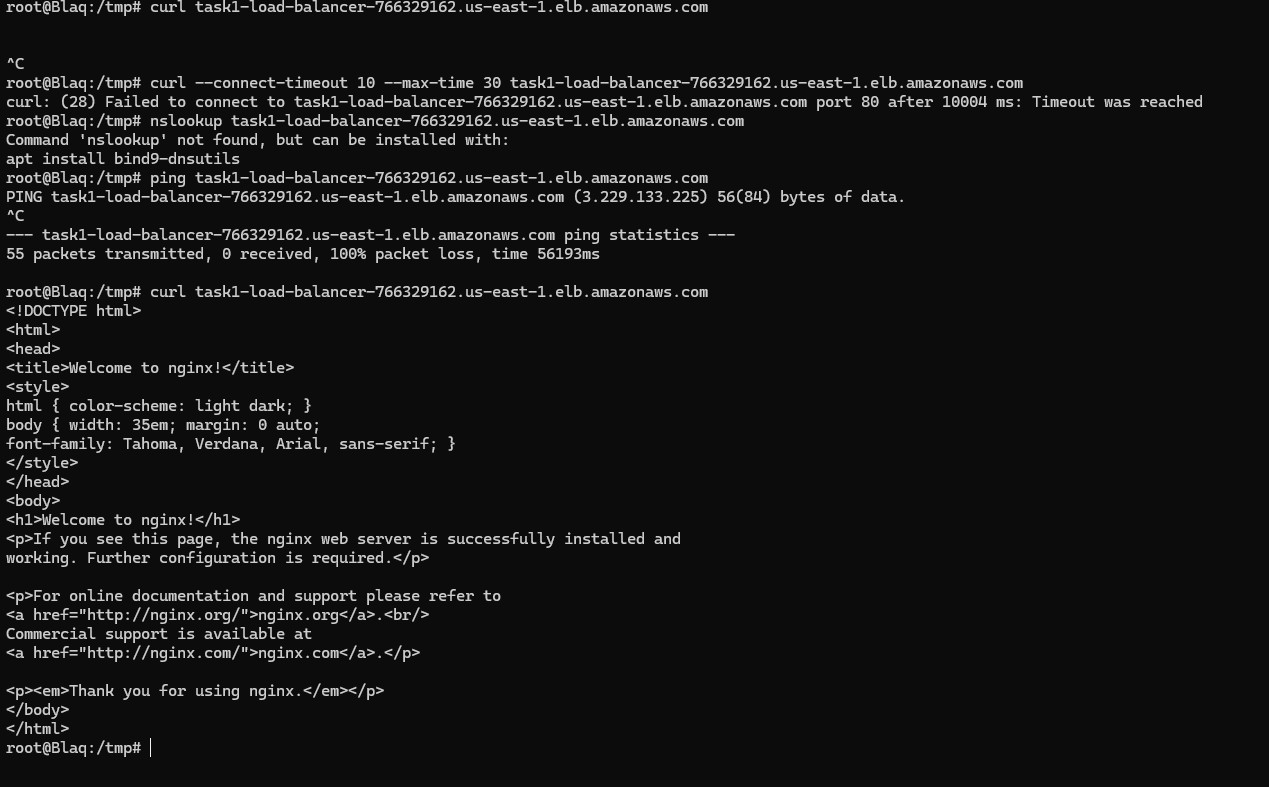 root@Blaq:/tmp# curl task1-load-balancer-766329162.us-east-1.elb.amazonaws.com
^C
root@Blaq:/tmp# curl --connect-timeout 10 --max-time 30 task1-load-balancer-766329162.us-east-1.elb.amazonaws.com
curl: (28) Failed to connect to task1-load-balancer-766329162.us-east-1.elb.amazonaws.com port 80 after 10004 ms: Timeout was reached
root@Blaq:/tmp# nslookup task1-load-balancer-766329162.us-east-1.elb.amazonaws.com
Command 'nslookup' not found, but can be installed with:
apt install bind9-dnsutils
root@Blaq:/tmp# ping task1-load-balancer-766329162.us-east-1.elb.amazonaws.com
PING task1-load-balancer-766329162.us-east-1.elb.amazonaws.com (3.229.133.225) 56(84) bytes of data.
^C
--- task1-load-balancer-766329162.us-east-1.elb.amazonaws.com ping statistics ---
55 packets transmitted, 0 received, 100% packet loss, time 56193ms
root@Blaq:/tmp# curl task1-load-balancer-766329162.us-east-1.elb.amazonaws.com
<!DOCTYPE html>
<html>
<head>
<title>Welcome to nginx!</title>
<style>
html { color-scheme: light dark; }
body { width: 35em; margin: 0 auto;
font-family: Tahoma, Verdana, Arial, sans-serif; }
</style>
</head>
<body>
<h1>Welcome to nginx!</h1>
<p>If you see this page, the nginx web server is successfully installed and
working. Further configuration is required.</p>
<p>For online documentation and support please refer to
<a href="http://nginx.org/">nginx.org</a>.<br/>
Commercial support is available at
<a href="http://nginx.com/">nginx.com</a>.</p>
<p><em>Thank you for using nginx.</em></p>
</body>
</html>
root@Blaq:/tmp#